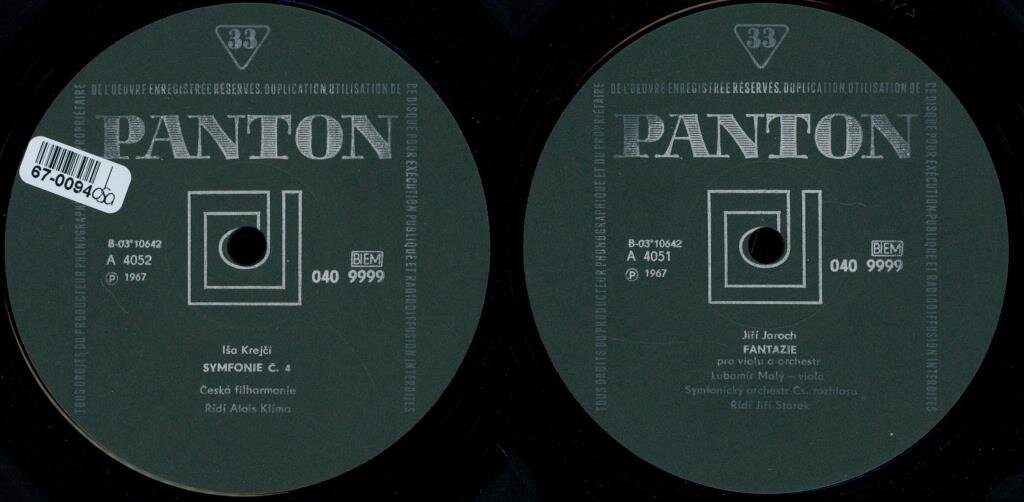 33
DE L'OEUVRE ENREGISTRÉE RÉSERVÉS. DUPLICATION, UTILISATION DE
CE DISQUE POUR EXÉCUTION PUBLIQUE ET RADIODIFFUSION INTERDITES
TOUS DROITS DU PRODUCTEUR PHONOGRAPH PROPRIÉTAIRE
PANTON
67-0094 osa
B-03*10642
A 4052
Ⓟ 1967
BIEM
040 9999
Iša Krejčí
SYMFONIE Č. 4
Česká filharmonie
Řídí Alois Klíma
33
DE L'OEUVRE ENREGISTRÉE RÉSERVÉS. DUPLICATION, UTILISATION DE
CE DISQUE POUR EXÉCUTION PUBLIQUE ET RADIODIFFUSION INTERDITES
TOUS DROITS DU PRODUCTEUR PHONOGRAPHIQUE ET DU PROPRIÉTAIRE
PANTON
B-03*10642
A 4051
Ⓟ 1967
BIEM
040 9999
Jiří Jaroch
FANTAZIE
pro violu a orchestr
Lubomír Malý – viola
Symfonický orchestr Čs. rozhlasu
Řídí Jiří Stárek